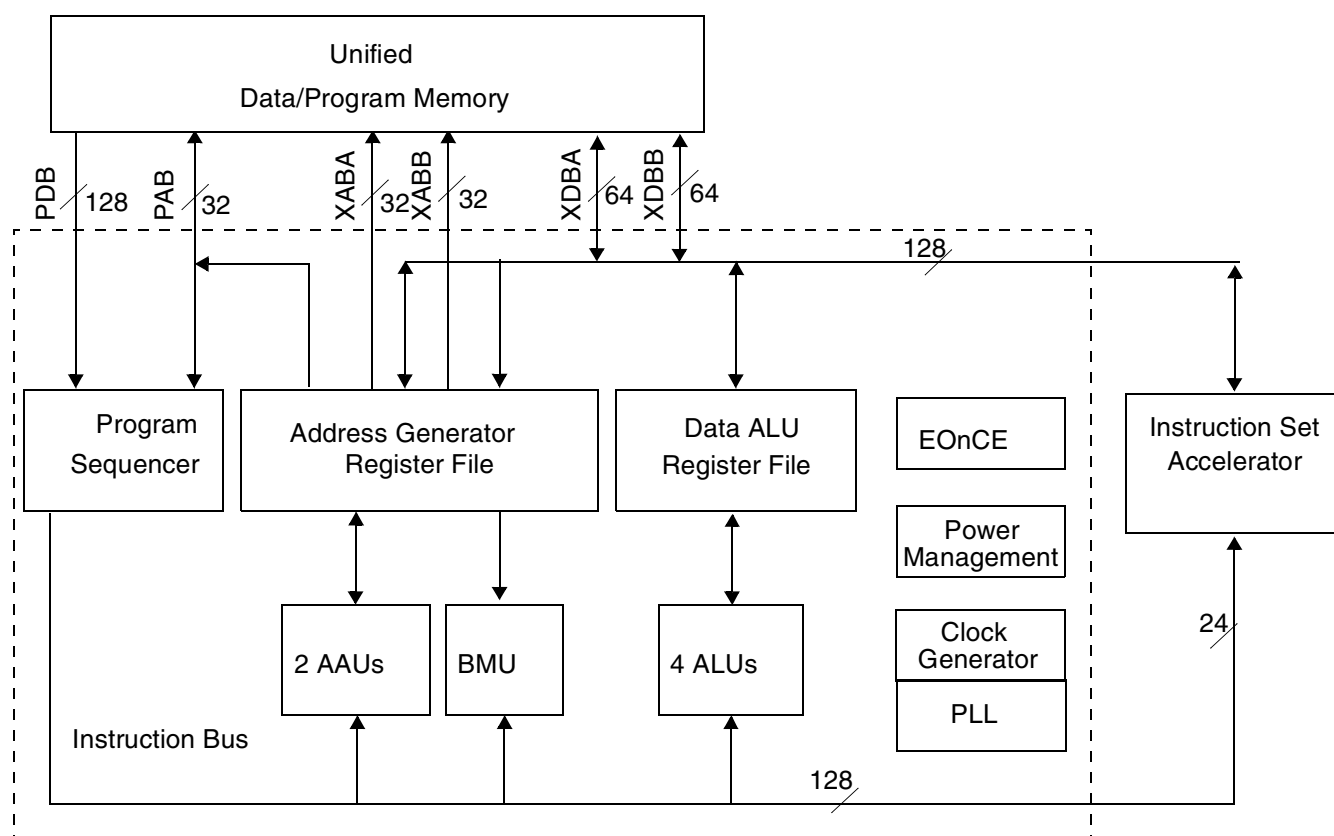 Unified
Data/Program Memory
PDB
128
PAB
32
XABA
32
XABB
32
XDBA
64
XDBB
64
128
Program
Sequencer
Address Generator
Register File
Data ALU
Register File
EOnCE
Instruction Set
Accelerator
Power
Management
2 AAUs
BMU
4 ALUs
Clock
Generator
24
PLL
Instruction Bus
128